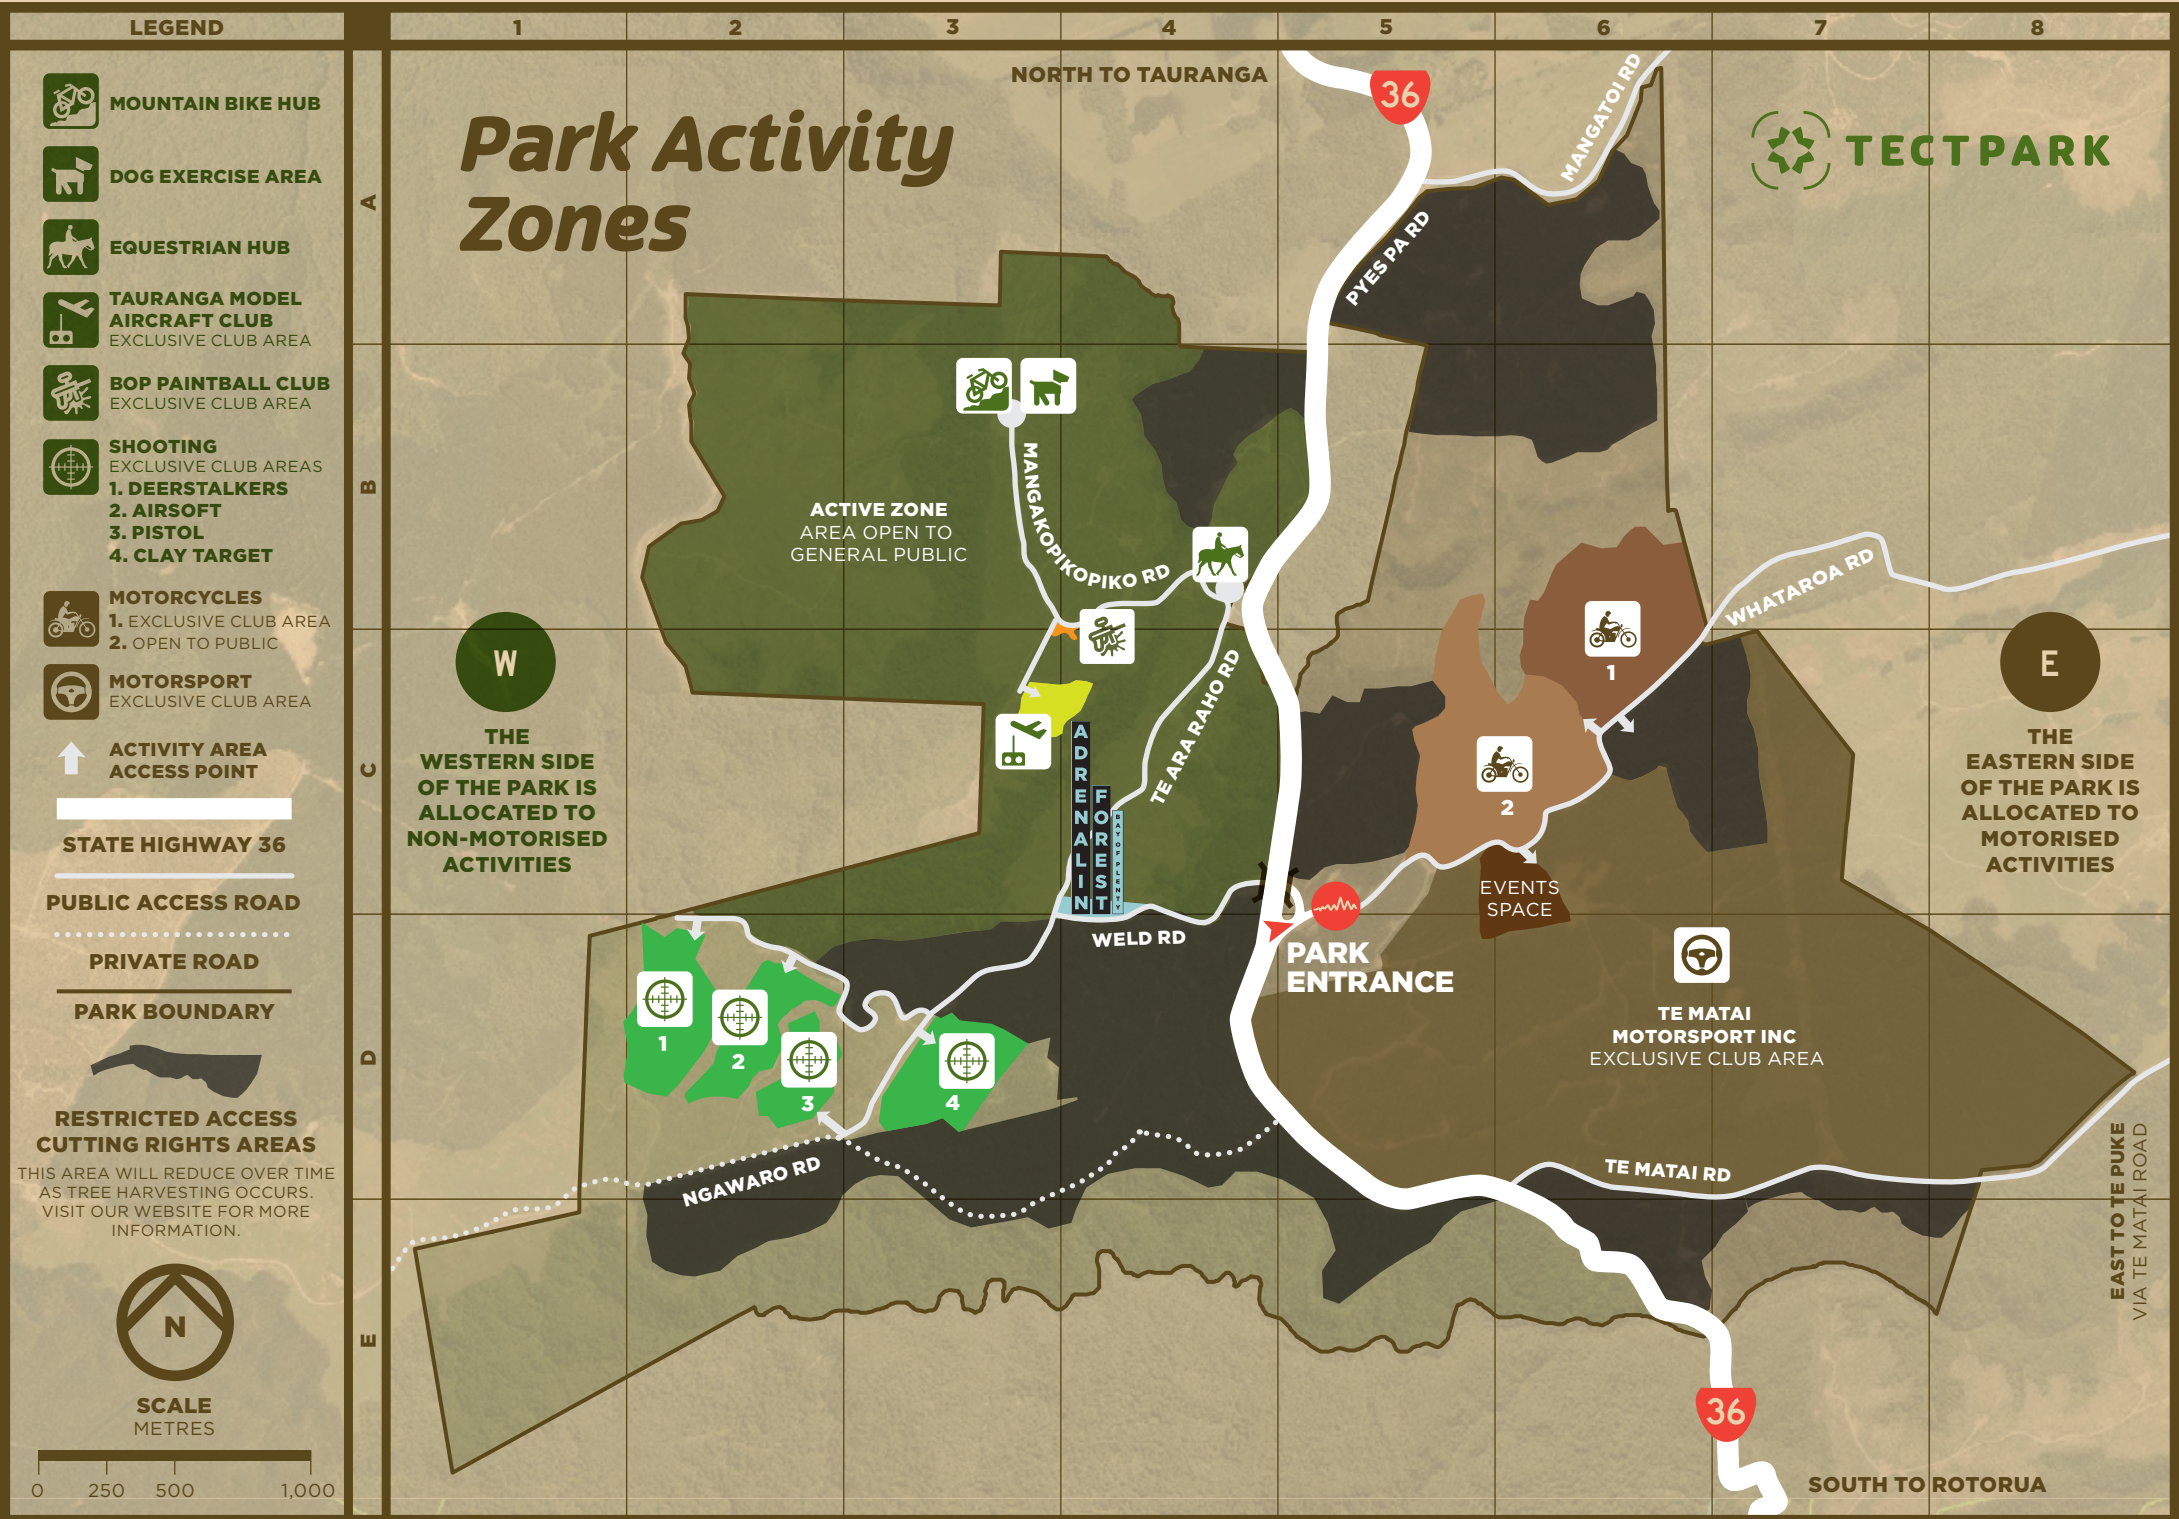 LEGEND
1
2
3
4
5
6
7
8
A
B
C
D
E
MOUNTAIN BIKE HUB
DOG EXERCISE AREA
EQUESTRIAN HUB
TAURANGA MODEL
AIRCRAFT CLUB
EXCLUSIVE CLUB AREA
BOP PAINTBALL CLUB
EXCLUSIVE CLUB AREA
SHOOTING
EXCLUSIVE CLUB AREAS
1. DEERSTALKERS
2. AIRSOFT
3. PISTOL
4. CLAY TARGET
MOTORCYCLES
1. EXCLUSIVE CLUB AREA
2. OPEN TO PUBLIC
MOTORSPORT
EXCLUSIVE CLUB AREA
ACTIVITY AREA
ACCESS POINT
STATE HIGHWAY 36
PUBLIC ACCESS ROAD
PRIVATE ROAD
PARK BOUNDARY
RESTRICTED ACCESS
CUTTING RIGHTS AREAS
THIS AREA WILL REDUCE OVER TIME
AS TREE HARVESTING OCCURS.
VISIT OUR WEBSITE FOR MORE
INFORMATION.
N
SCALE
METRES
0 250 500 1,000
Park Activity
Zones
NORTH TO TAURANGA
36
MANGATOI RD
PYES PA RD
TECTPARK
ACTIVE ZONE
AREA OPEN TO
GENERAL PUBLIC
MANGAKOPIKOPIKO RD
TE ARA RAHO RD
WHATAROA RD
W
THE
WESTERN SIDE
OF THE PARK IS
ALLOCATED TO
NON-MOTORISED
ACTIVITIES
E
THE
EASTERN SIDE
OF THE PARK IS
ALLOCATED TO
MOTORISED
ACTIVITIES
1
2
ADRENALIN
FOREST
BAY OF PLENTY
EVENTS
SPACE
WELD RD
PARK
ENTRANCE
TE MATAI
MOTORSPORT INC
EXCLUSIVE CLUB AREA
1
2
3
4
NGAWARO RD
TE MATAI RD
EAST TO TE PUKE
VIA TE MATAI ROAD
36
SOUTH TO ROTORUA